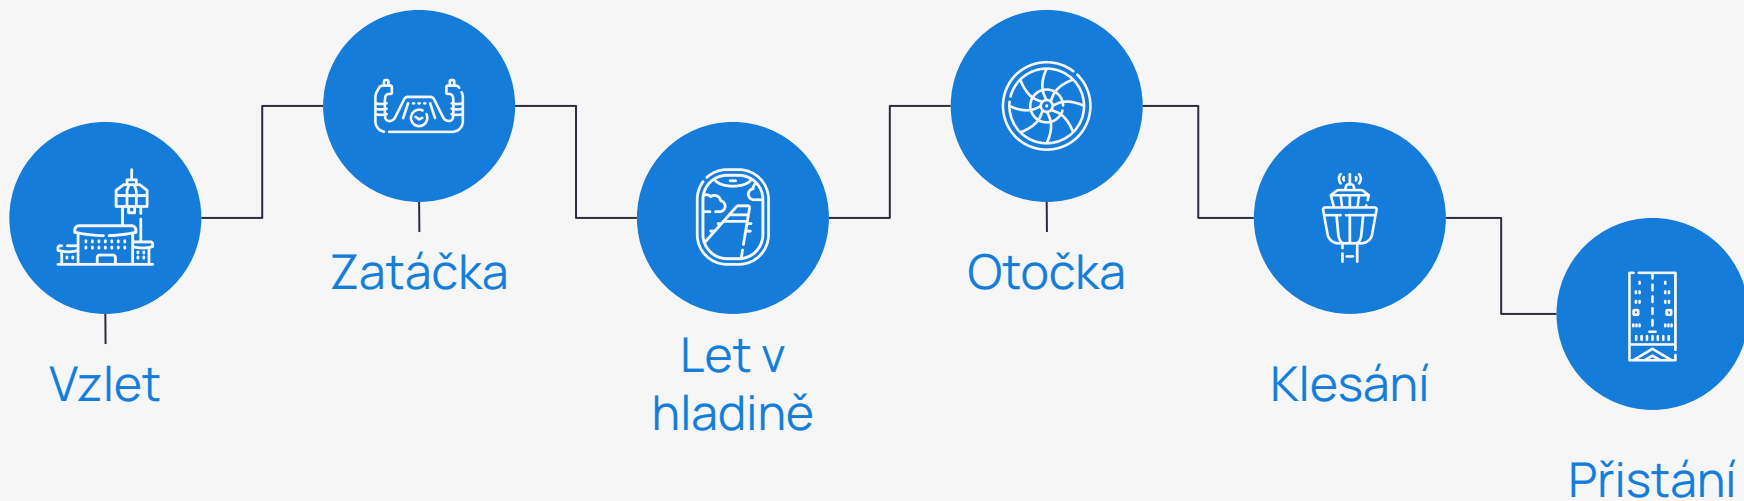 Vzlet
Zatáčka
Let v
hladině
Otočka
Klesání
Přistání